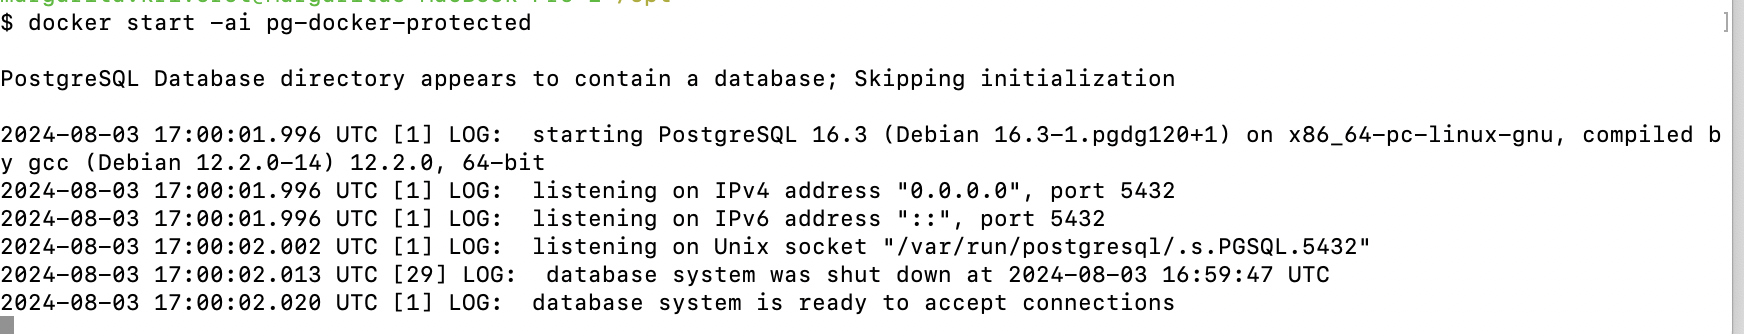 $ docker start -ai pg-docker-protected
]
PostgreSQL Database directory appears to contain a database; Skipping initialization
2024-08-03 17:00:01.996 UTC [1] LOG:  starting PostgreSQL 16.3 (Debian 16.3-1.pgdg120+1) on x86_64-pc-linux-gnu, compiled b
y gcc (Debian 12.2.0-14) 12.2.0, 64-bit
2024-08-03 17:00:01.996 UTC [1] LOG:  listening on IPv4 address "0.0.0.0", port 5432
2024-08-03 17:00:01.996 UTC [1] LOG:  listening on IPv6 address "::", port 5432
2024-08-03 17:00:02.002 UTC [1] LOG:  listening on Unix socket "/var/run/postgresql/.s.PGSQL.5432"
2024-08-03 17:00:02.013 UTC [29] LOG:  database system was shut down at 2024-08-03 16:59:47 UTC
2024-08-03 17:00:02.020 UTC [1] LOG:  database system is ready to accept connections